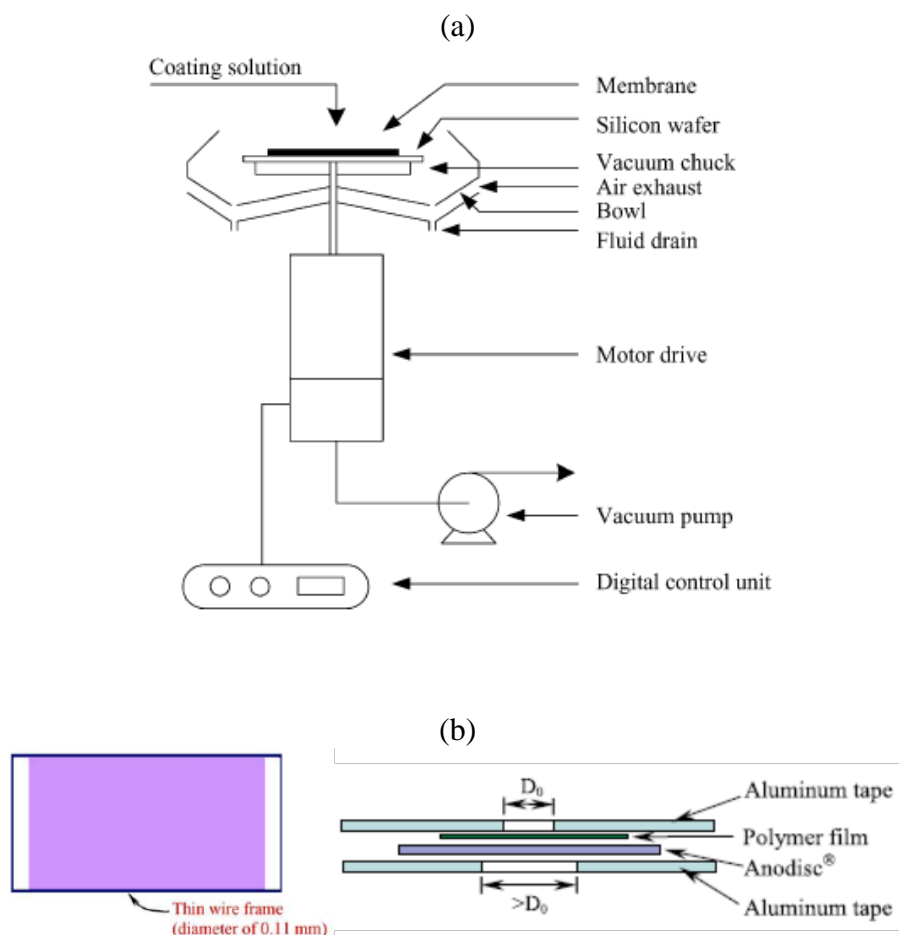 (a)
Coating solution
Membrane
Silicon wafer
Vacuum chuck
Air exhaust
Bowl
Fluid drain
Motor drive
Vacuum pump
Digital control unit
(b)
D₀
Aluminum tape
Polymer film
Anodisc®
>D₀
Aluminum tape
Thin wire frame
(diameter of 0.11 mm)